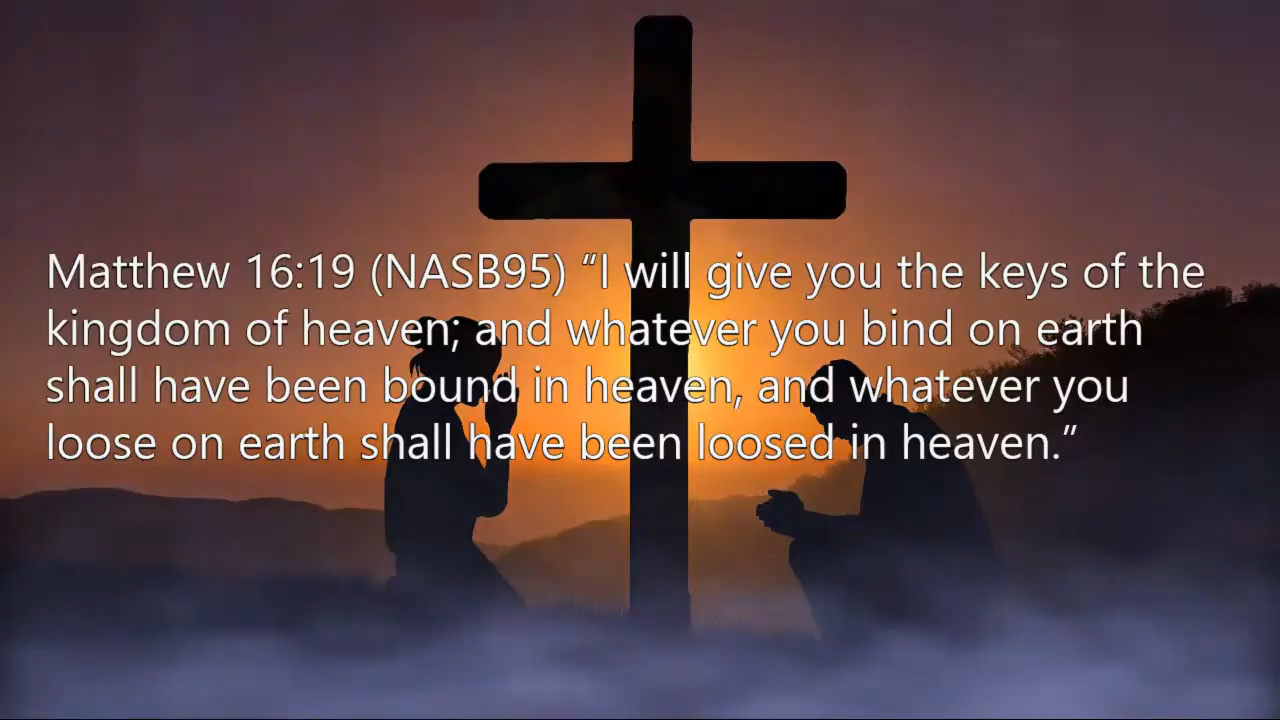 Matthew 16:19 (NASB95) “I will give you the keys of the
kingdom of heaven; and whatever you bind on earth
shall have been bound in heaven, and whatever you
loose on earth shall have been loosed in heaven.”